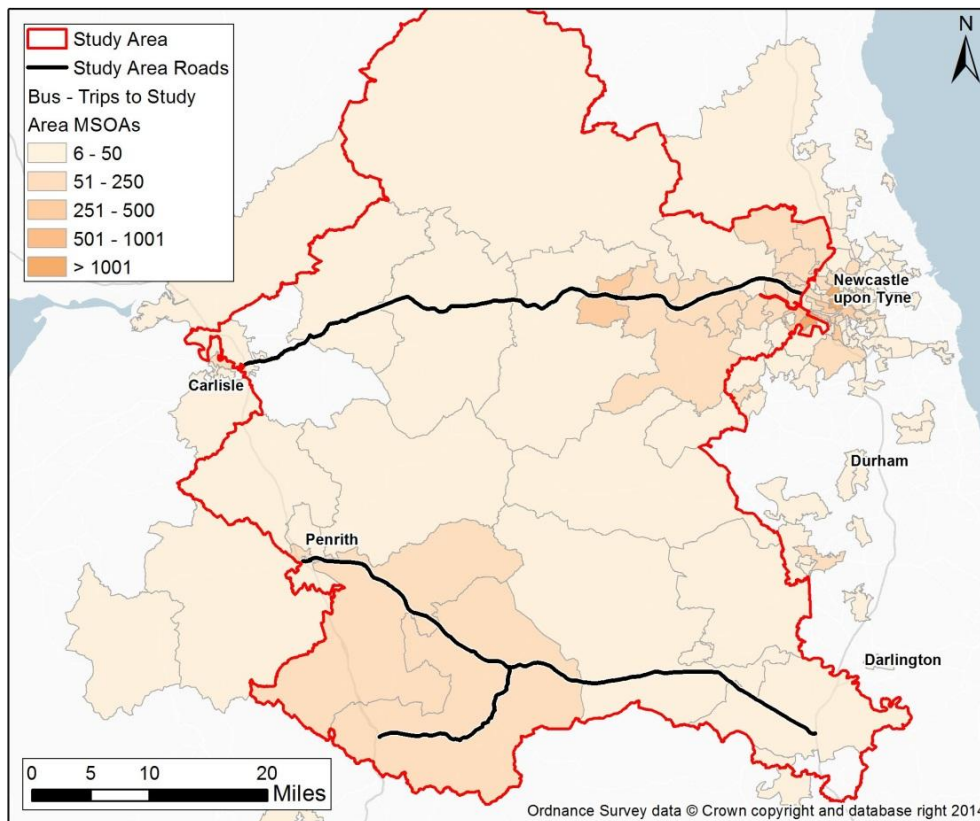 Study Area
Study Area Roads
Bus - Trips to Study
Area MSOAs
6 - 50
51 - 250
251 - 500
501 - 1001
> 1001
N
Newcastle
upon Tyne
Carlisle
Durham
Penrith
Darlington
0 5 10 20
Miles
Ordnance Survey data © Crown copyright and database right 2014